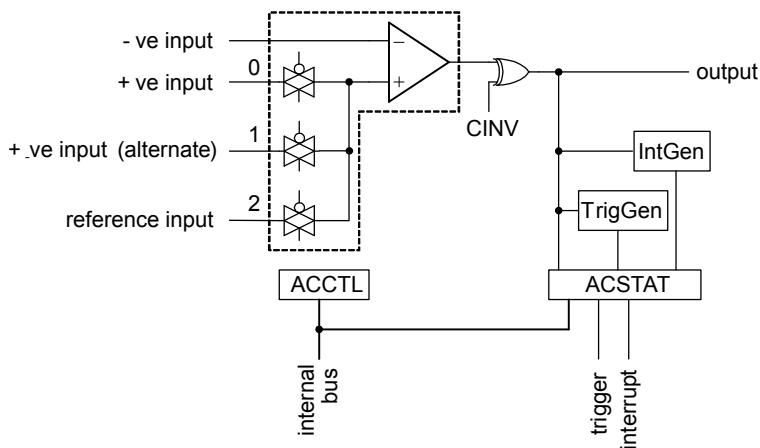 - ve input
0
+ ve input
output
CINV
1
+ -ve input (alternate)
IntGen
2
reference input
TrigGen
ACCTL
ACSTAT
internal
bus
trigger
interrupt
-
+